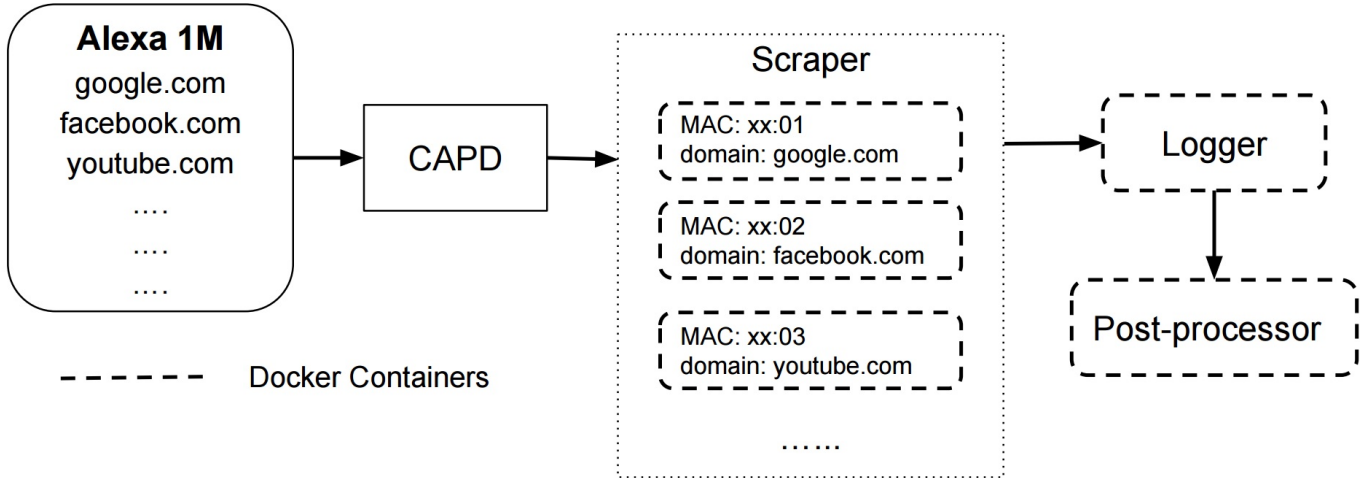 Alexa 1M
google.com
facebook.com
youtube.com
....
....
....
CAPD
Scraper
MAC: xx:01
domain: google.com
MAC: xx:02
domain: facebook.com
MAC: xx:03
domain: youtube.com
......
Logger
Post-processor
Docker Containers